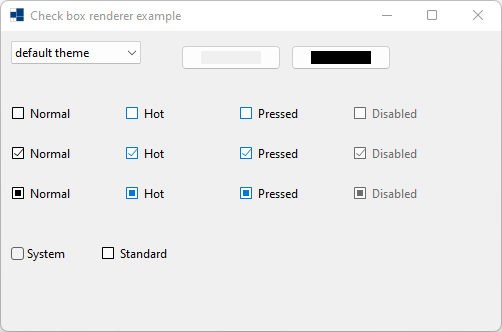 Check box renderer example
default theme
Normal Hot Pressed Disabled
Normal Hot Pressed Disabled
Normal Hot Pressed Disabled
System Standard